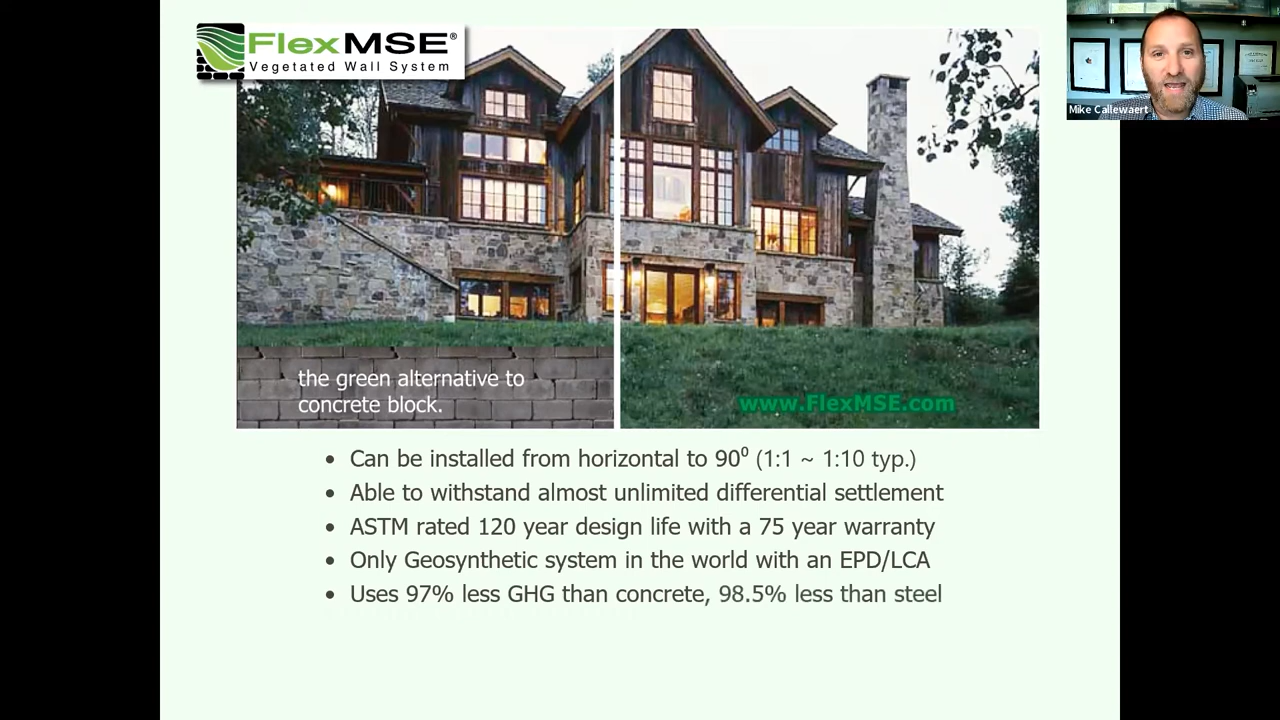 FlexMSE®
Vegetated Wall System
Mike Callewaert
the green alternative to
concrete block.
www.FlexMSE.com
• Can be installed from horizontal to 90⁰ (1:1 ~ 1:10 typ.)
• Able to withstand almost unlimited differential settlement
• ASTM rated 120 year design life with a 75 year warranty
• Only Geosynthetic system in the world with an EPD/LCA
• Uses 97% less GHG than concrete, 98.5% less than steel